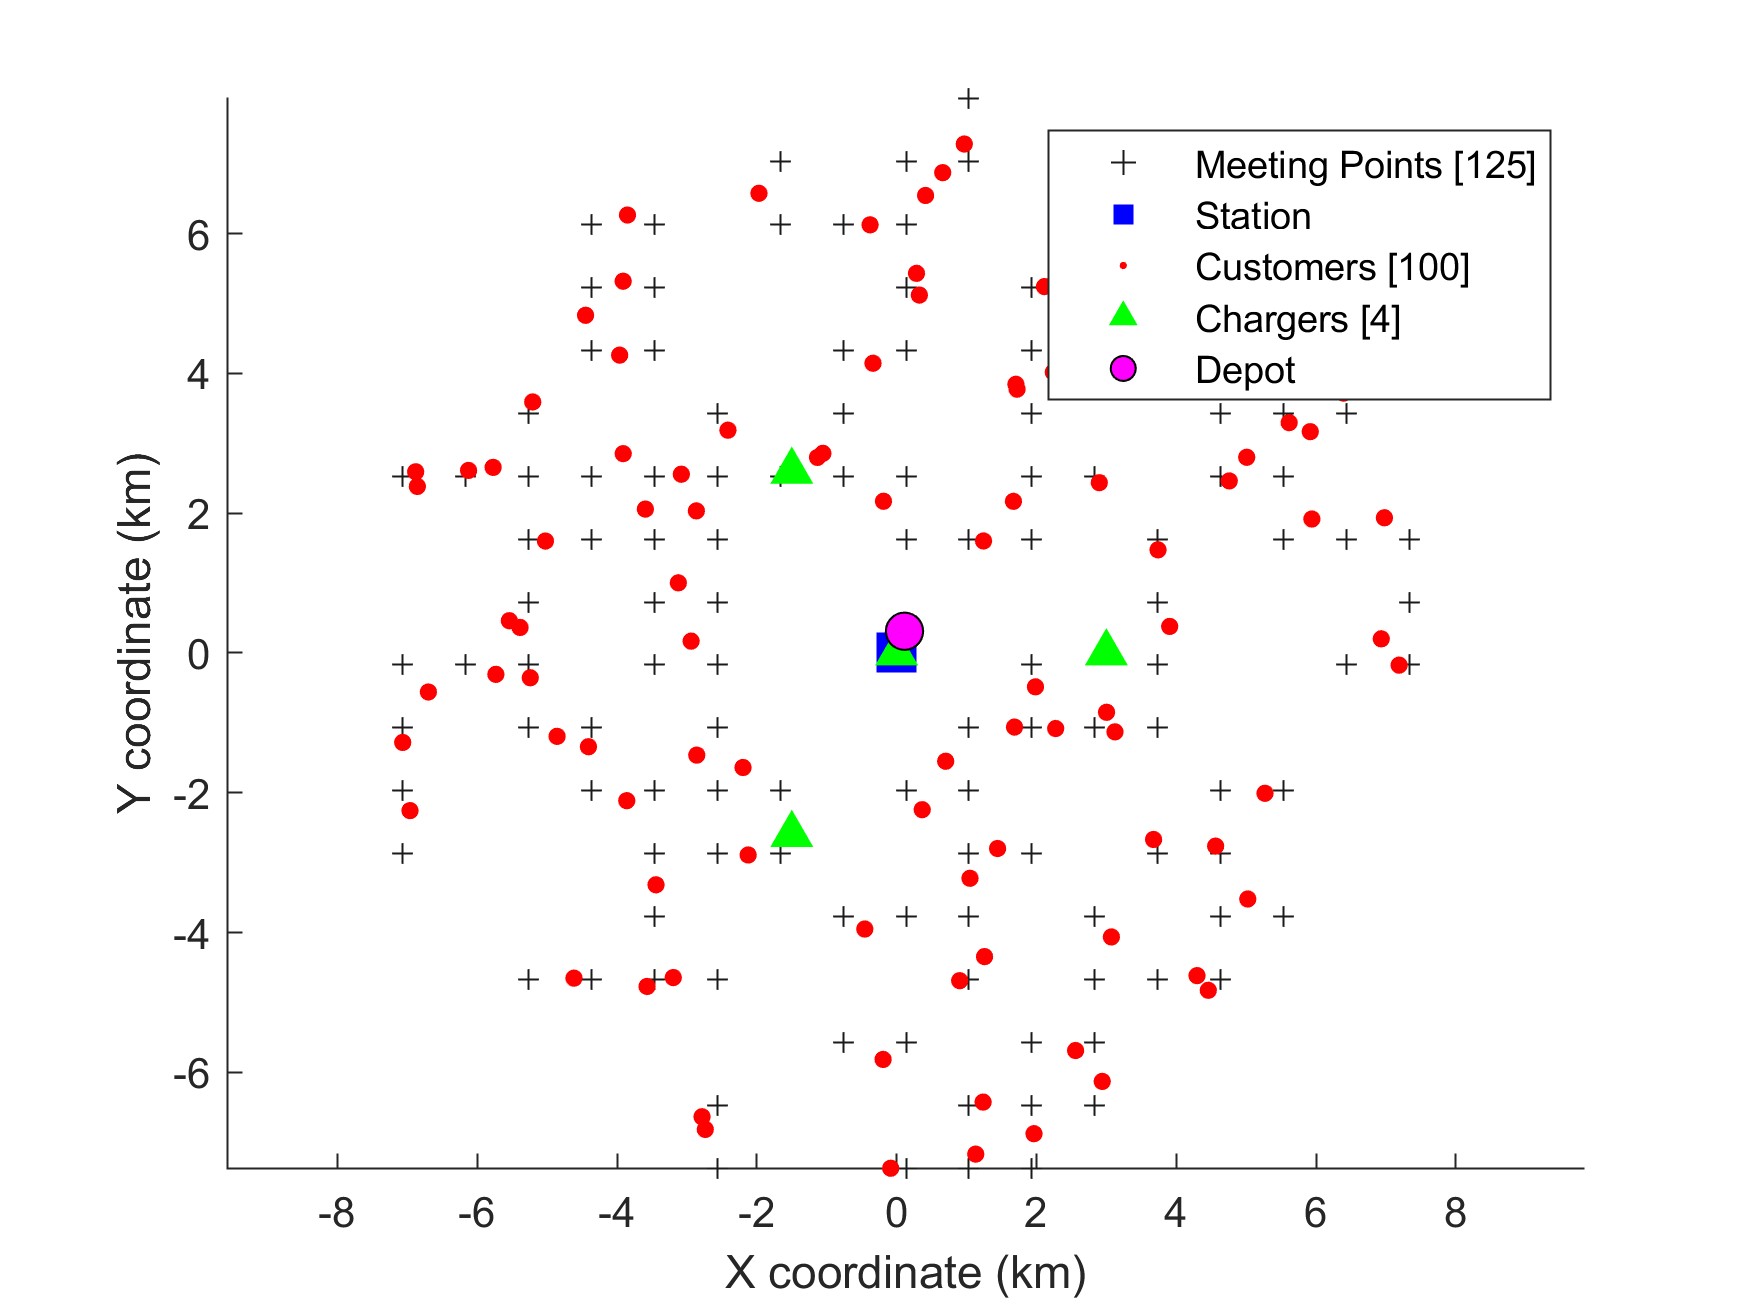 Meeting Points [125]
Station
Customers [100]
Chargers [4]
Depot
6
4
2
0
-2
-4
-6
Y coordinate (km)
-8 -6 -4 -2 0 2 4 6 8
X coordinate (km)